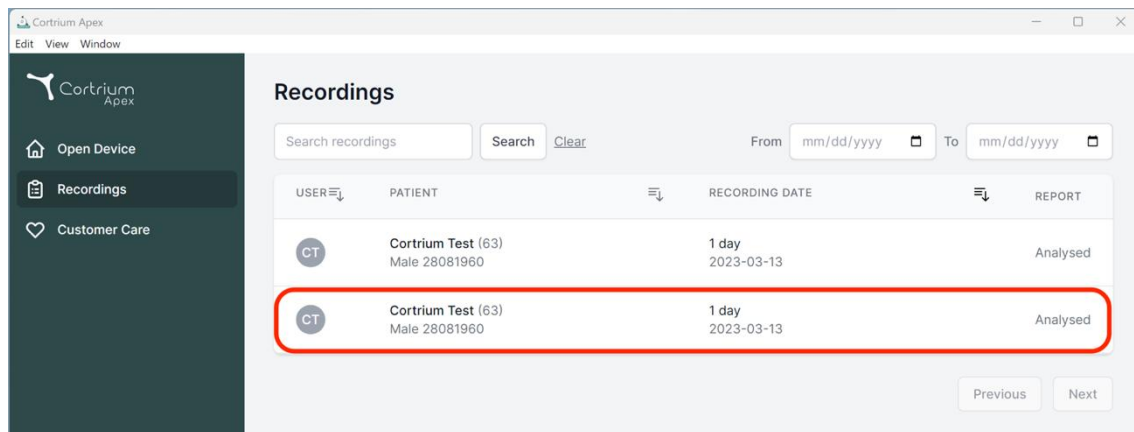 Cortrium Apex
Edit View Window
Cortrium
Apex
Open Device
Recordings
Customer Care
Recordings
Search recordings Search Clear From mm/dd/yyyy To mm/dd/yyyy
USER PATIENT RECORDING DATE REPORT
CT Cortrium Test (63) 1 day Analysed
Male 28081960 2023-03-13
CT Cortrium Test (63) 1 day Analysed
Male 28081960 2023-03-13
Previous Next